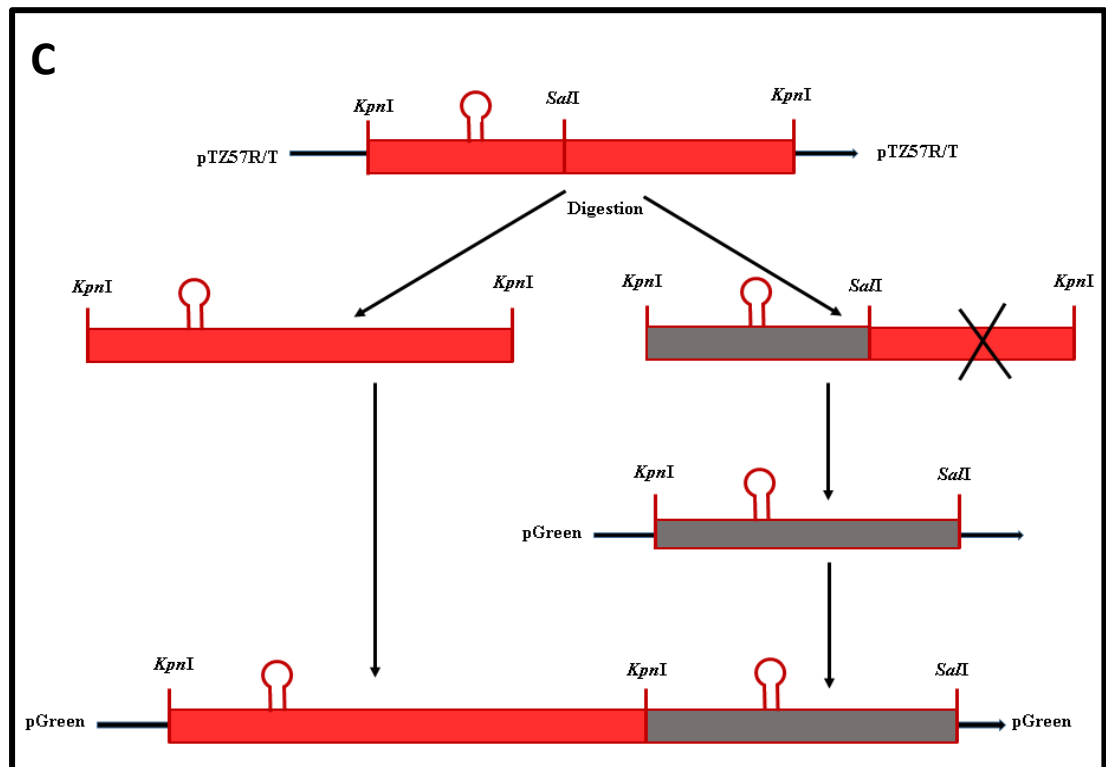 C
KpnI SalI KpnI
pTZ57R/T pTZ57R/T
Digestion
KpnI KpnI KpnI SalI KpnI
KpnI SalI
pGreen
KpnI KpnI SalI
pGreen pGreen